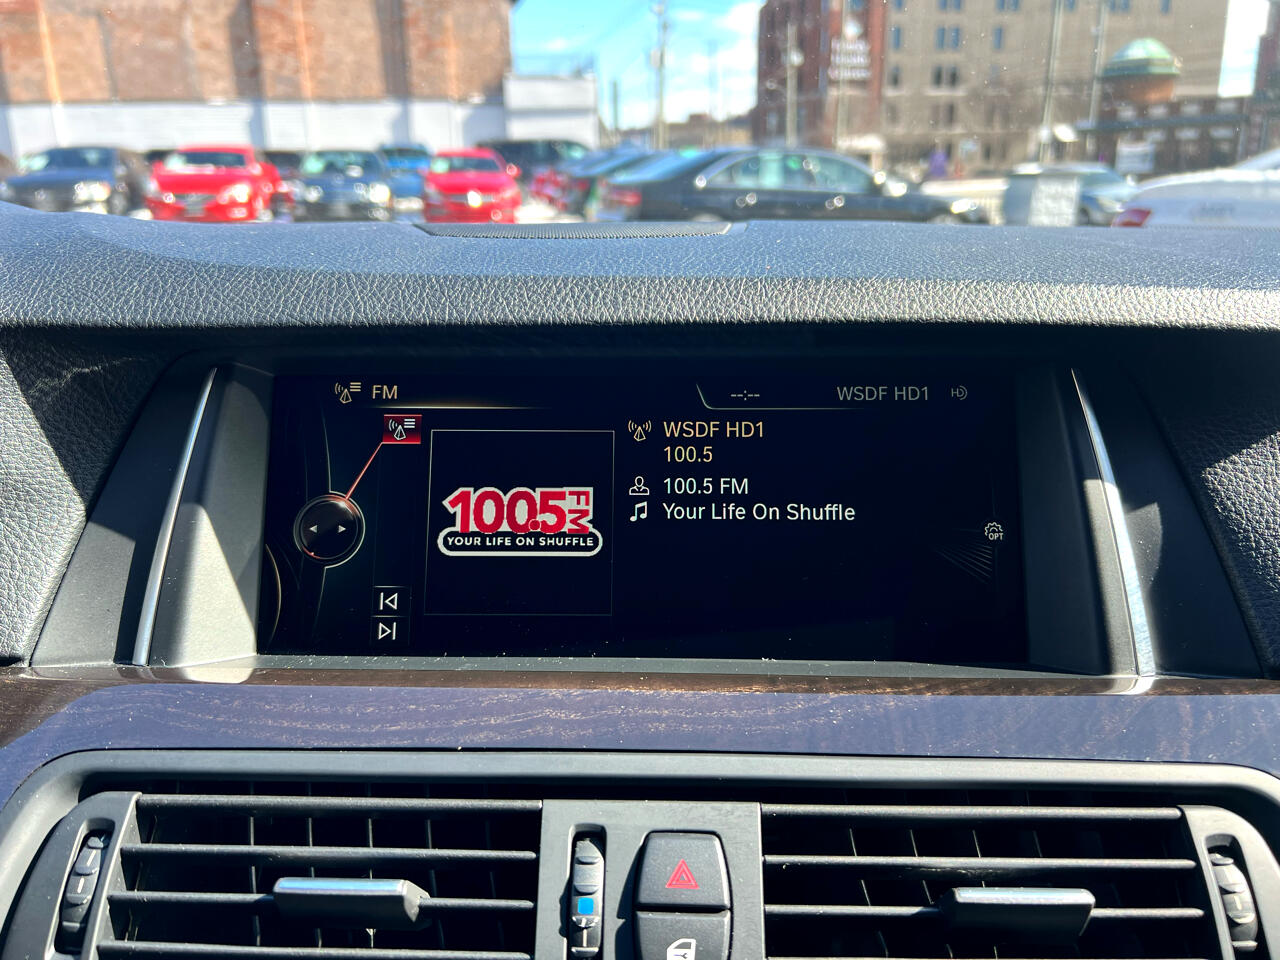 FM
--:--
WSDF HD1
HD
WSDF HD1
100.5
100.5 FM
Your Life On Shuffle
100.5 FM
YOUR LIFE ON SHUFFLE
OPT